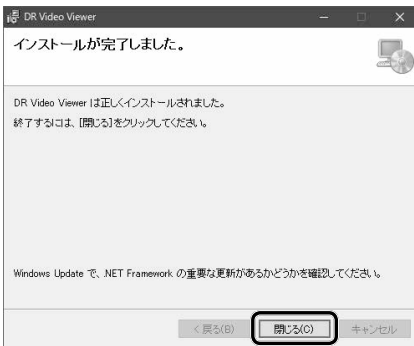 DR Video Viewer
インストールが完了しました。
DR Video Viewer は正しくインストールされました。
終了するには、[閉じる]をクリックしてください。
Windows Update で、.NET Framework の重要な更新があるかどうかを確認してください。
< 戻る(B) 閉じる(C) キャンセル